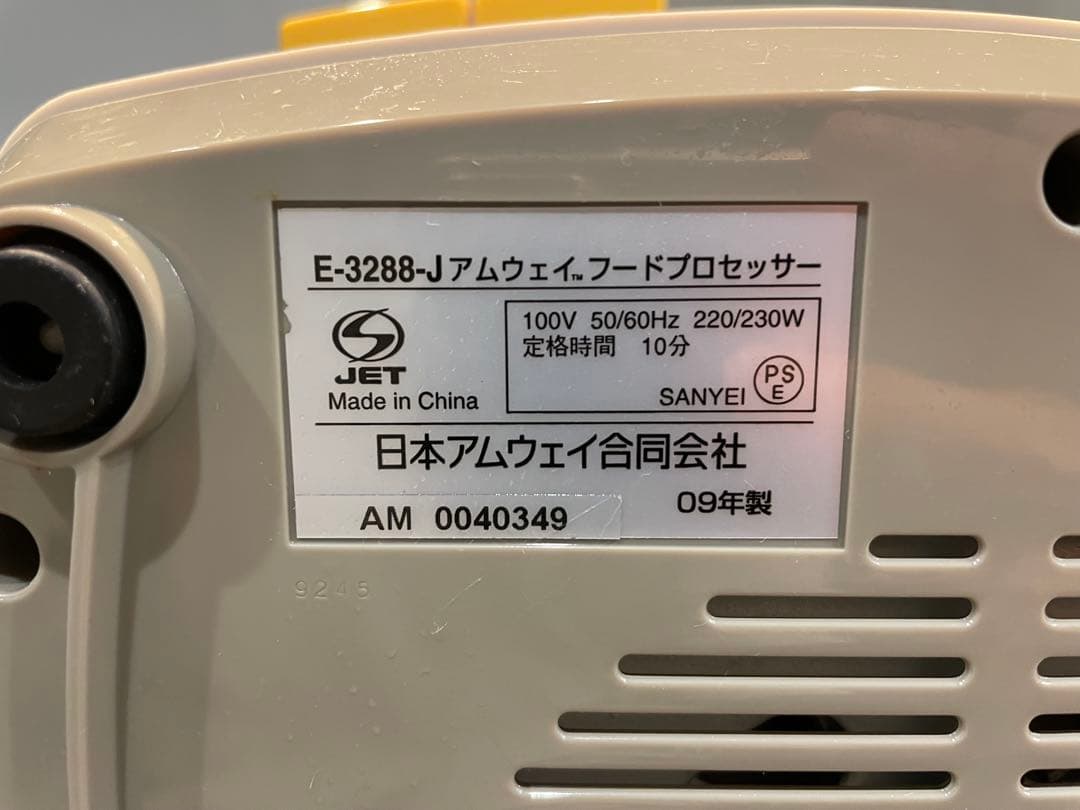 E-3288-J アムウェイ™ フードプロセッサー
JET
Made in China
100V 50/60Hz 220/230W
定格時間 10分
SANYEI
PS
E
日本アムウェイ合同会社
09年製
AM 0040349
9245